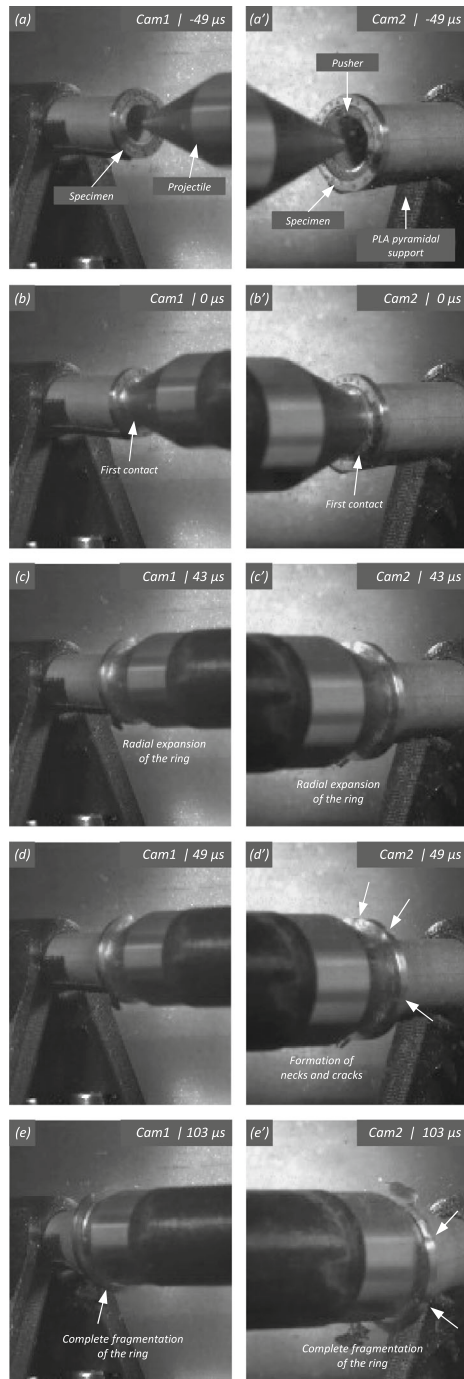 (a) Cam1 | -49 μs
Specimen
Projectile
(a') Cam2 | -49 μs
Pusher
Specimen
PLA pyramidal
support
(b) Cam1 | 0 μs
First contact
(b') Cam2 | 0 μs
First contact
(c) Cam1 | 43 μs
Radial expansion
of the ring
(c') Cam2 | 43 μs
Radial expansion
of the ring
(d) Cam1 | 49 μs
(d') Cam2 | 49 μs
Formation of
necks and cracks
(e) Cam1 | 103 μs
Complete fragmentation
of the ring
(e') Cam2 | 103 μs
Complete fragmentation
of the ring